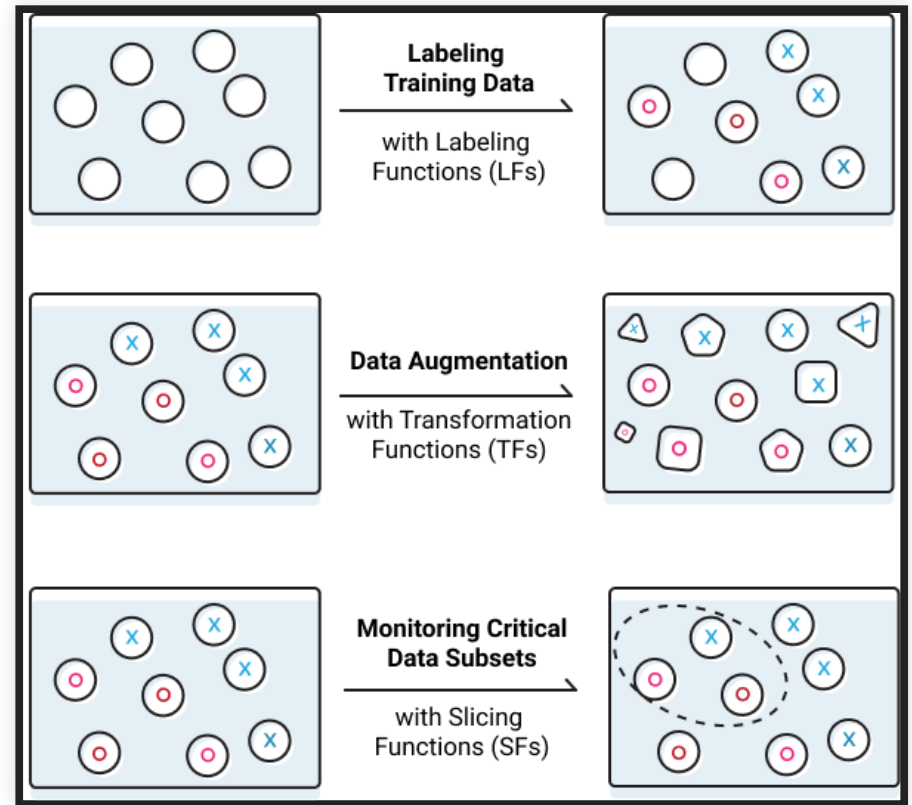 Labeling
Training Data
with Labeling
Functions (LFs)
X
X
O
O
X
O
Data Augmentation
with Transformation
Functions (TFs)
X
X
X
O
O
O
O
X
X
X
X
X
O
O
X
O
O
O
X
Monitoring Critical
Data Subsets
with Slicing
Functions (SFs)
X
X
X
O
O
O
O
X
X
X
X
O
O
O
O
X